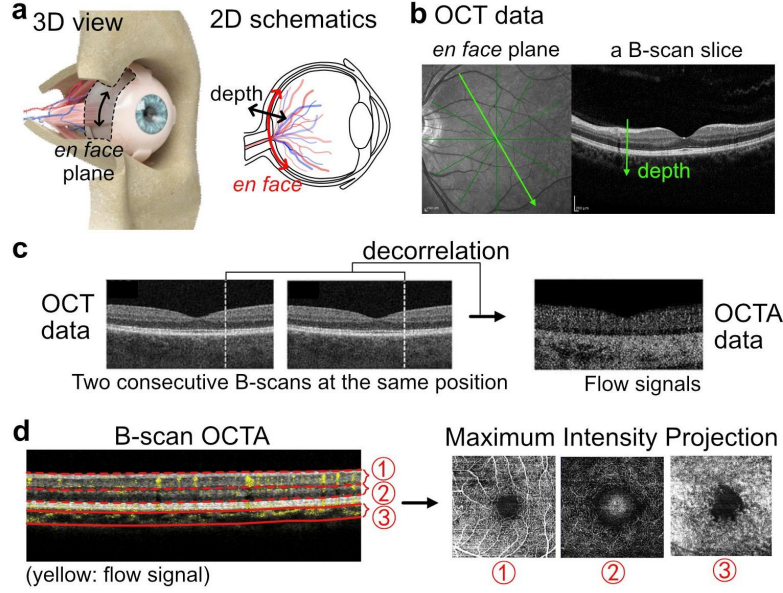 a
3D view
2D schematics
en face
plane
depth
en face
b OCT data
en face plane
a B-scan slice
depth
c
decorrelation
OCT
data
OCTA
data
Two consecutive B-scans at the same position
Flow signals
d
B-scan OCTA
Maximum Intensity Projection
①
②
③
(yellow: flow signal)
①
②
③